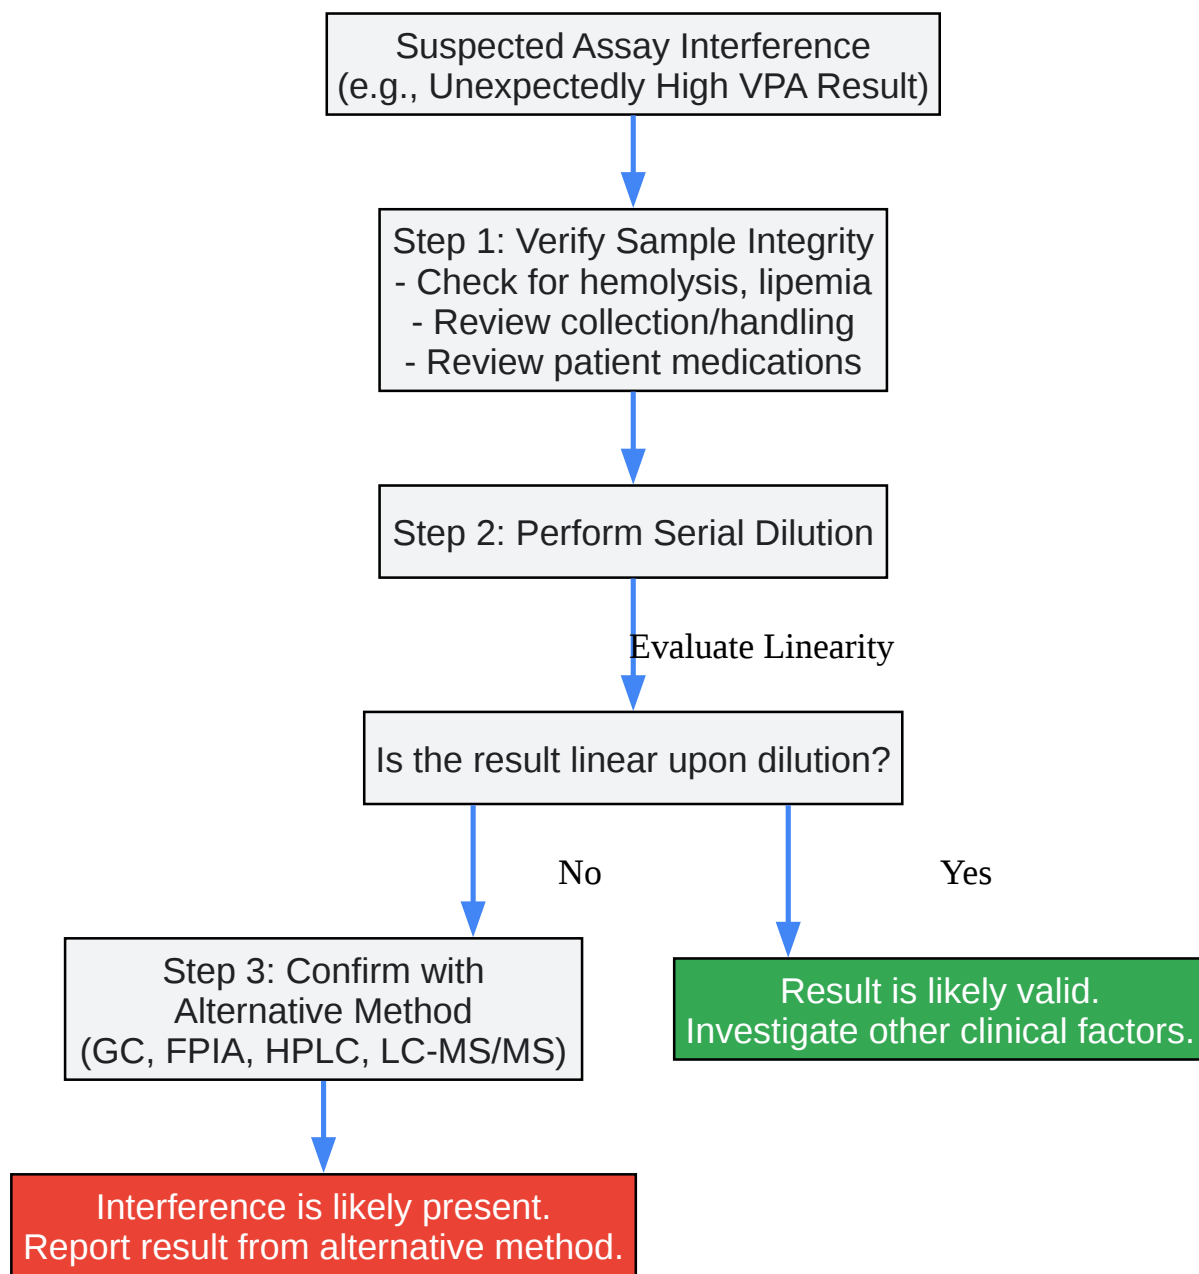 Suspected Assay Interference
(e.g., Unexpectedly High VPA Result)
Step 1: Verify Sample Integrity
- Check for hemolysis, lipemia
- Review collection/handling
- Review patient medications
Step 2: Perform Serial Dilution
Evaluate Linearity
Is the result linear upon dilution?
No
Yes
Step 3: Confirm with
Alternative Method
(GC, FPIA, HPLC, LC-MS/MS)
Result is likely valid.
Investigate other clinical factors.
Interference is likely present.
Report result from alternative method.